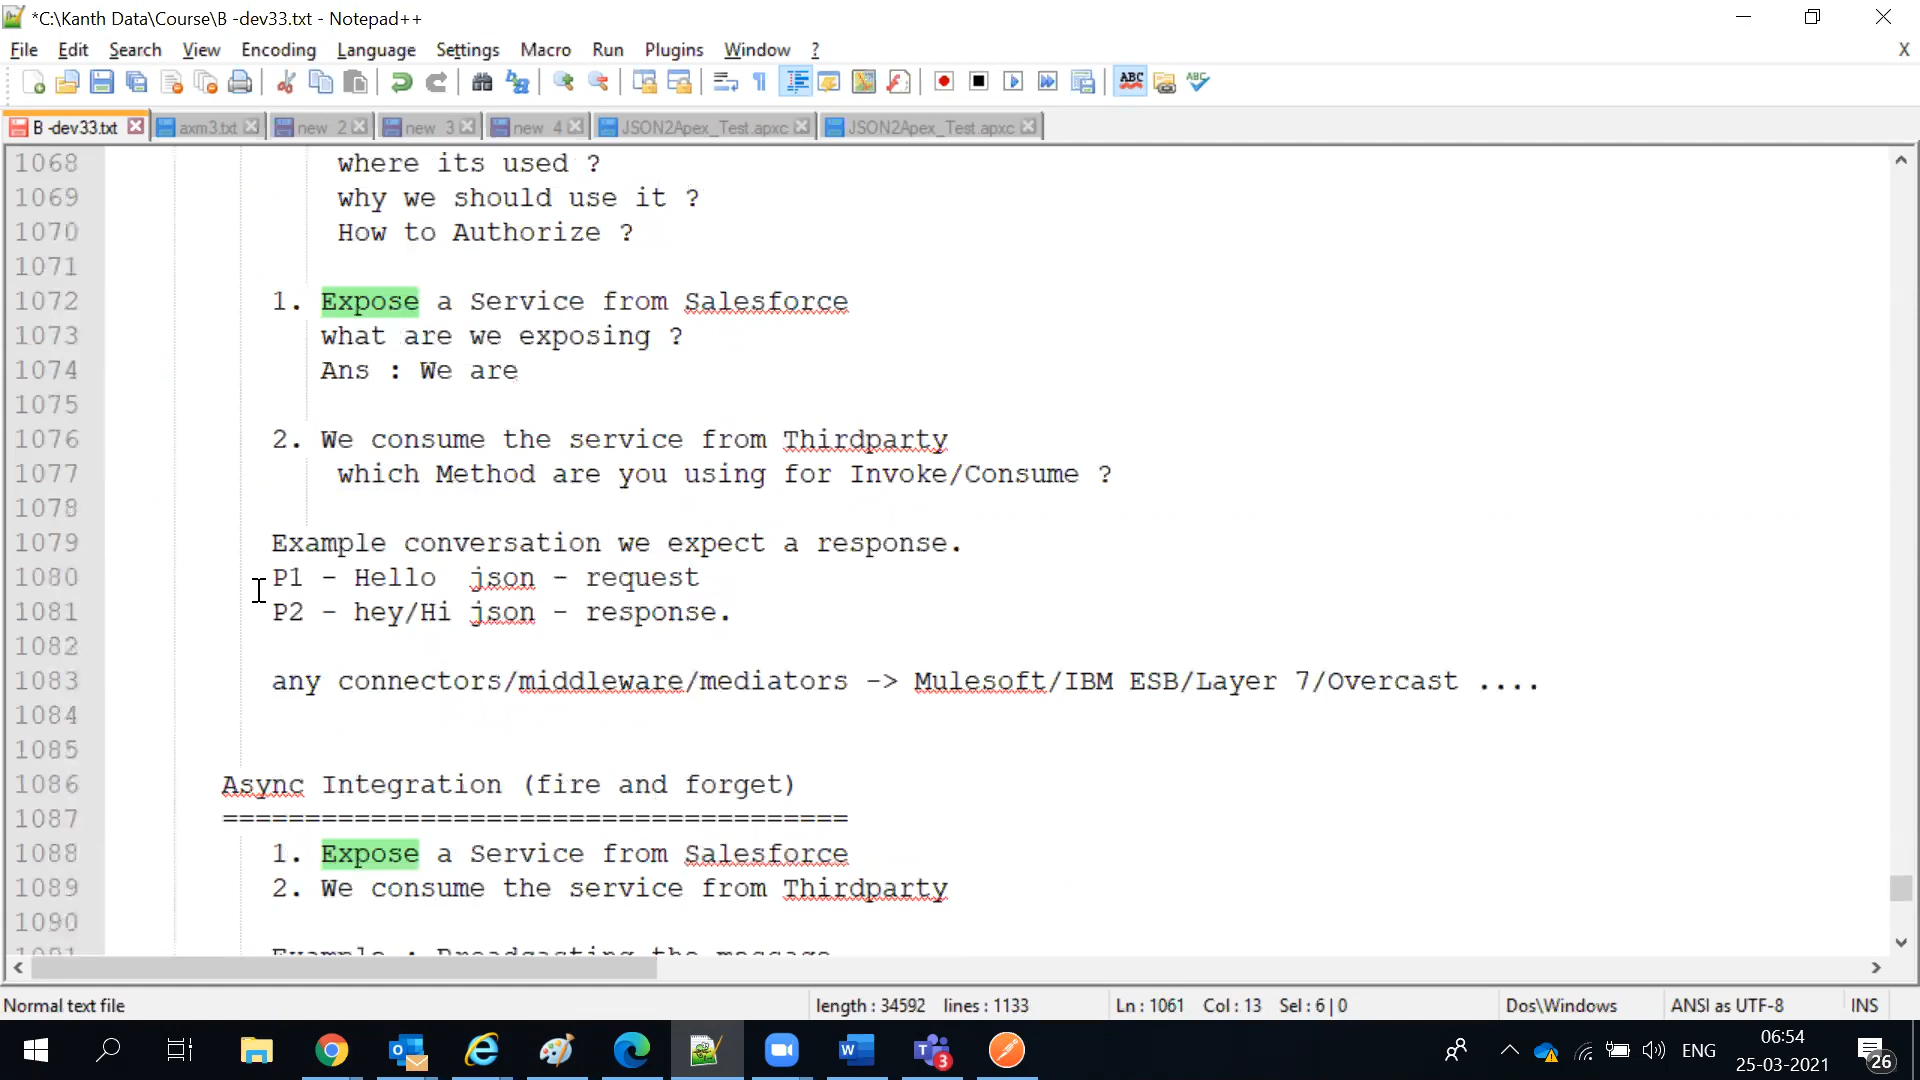 *C:\Kanth Data\Course\B -dev33.txt - Notepad++
File Edit Search View Encoding Language Settings Macro Run Plugins Window ? X
B -dev33.txt axm3.txt new 2 new 3 new 4 JSON2Apex_Test.apxc JSON2Apex_Test.apxc
1068 where its used ?
1069 why we should use it ?
1070 How to Authorize ?
1071
1072 1. Expose a Service from Salesforce
1073 what are we exposing ?
1074 Ans : We are
1075
1076 2. We consume the service from Thirdparty
1077 which Method are you using for Invoke/Consume ?
1078
1079 Example conversation we expect a response.
1080 P1 - Hello json - request
1081 P2 - hey/Hi json - response.
1082
1083 any connectors/middleware/mediators -> Mulesoft/IBM ESB/Layer 7/Overcast ....
1084
1085
1086 Async Integration (fire and forget)
1087 ======================================
1088 1. Expose a Service from Salesforce
1089 2. We consume the service from Thirdparty
1090
1091 Example : Broadcasting the message
Normal text file length : 34592 lines : 1133 Ln : 1061 Col : 13 Sel : 6 | 0 Dos\Windows ANSI as UTF-8 INS
3 ENG 06:54
25-03-2021 26